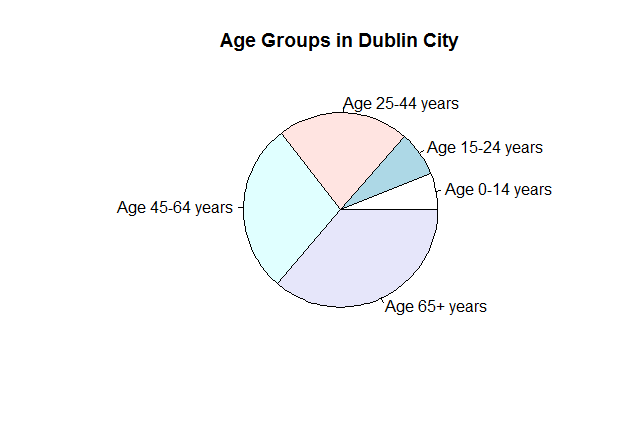 Age Groups in Dublin City
Age 25-44 years
Age 15-24 years
Age 0-14 years
Age 45-64 years
Age 65+ years